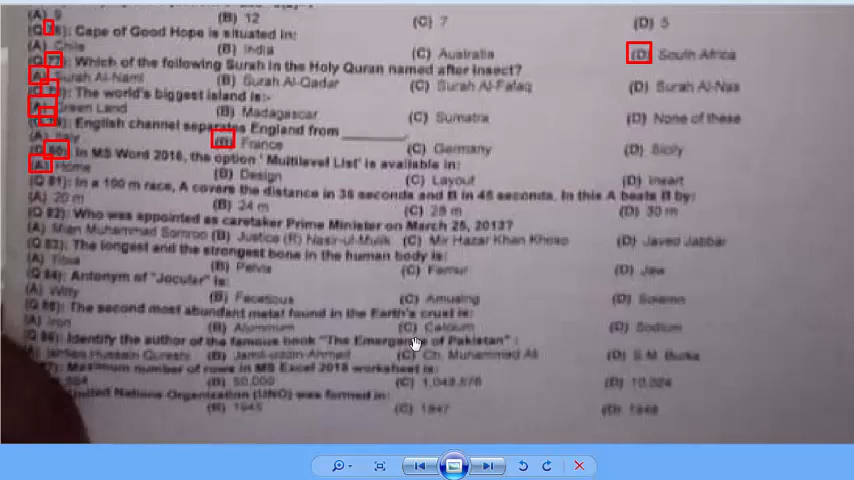 (A) 9 (B) 12 (C) 7 (D) 5
Cape of Good Hope is situated in:
(A) Chile (B) India (C) Australia (D) South Africa
Which of the following Surah in the Holy Quran named after insect?
(A) Surah Al-Naml (B) Surah Al-Qadar (C) Surah Al-Falaq (D) Surah Al-Nas
The world's biggest island is:-
(A) Green Land (B) Madagascar (C) Sumatra (D) None of these
English channel separates England from ________.
(A) Italy (B) France (C) Germany (D) Sicily
(Q 80): In MS Word 2016, the option ' Multilevel List' is available in:
(A) Home (B) Design (C) Layout (D) Insert
(Q 81): In a 100 m race, A covers the distance in 36 seconds and B in 45 seconds. In this A beats B by:
(A) 20 m (B) 24 m (C) 28 m (D) 30 m
(Q 82): Who was appointed as caretaker Prime Minister on March 25, 2013?
(A) Mian Muhammad Somroo (B) Justice (R) Nasir-ul-Mulk (C) Mir Hazar Khan Khoso (D) Javed Jabbar
(Q 83): The longest and the strongest bone in the human body is:
(A) Tibia (B) Pelvis (C) Femur (D) Jaw
(Q 84): Antonym of "Jocular" is:
(A) Witty (B) Facetious (C) Amusing (D) Solemn
(Q 85): The second most abundant metal found in the Earth's crust is:
(A) Iron (B) Aluminum (C) Calcium (D) Sodium
(Q 86): Identify the author of the famous book "The Emergence of Pakistan" :
Hussain Qureshi (B) Jamil-uddin-Ahmed (C) Ch. Muhammad Ali (D) S.M. Burke
Maximum number of rows in MS Excel 2016 worksheet is:
(B) 50,000 (C) 1,048,576 (D) 10,024
United Nations Organization (UNO) was formed in:
(B) 1945 (C) 1947 (D) 1948